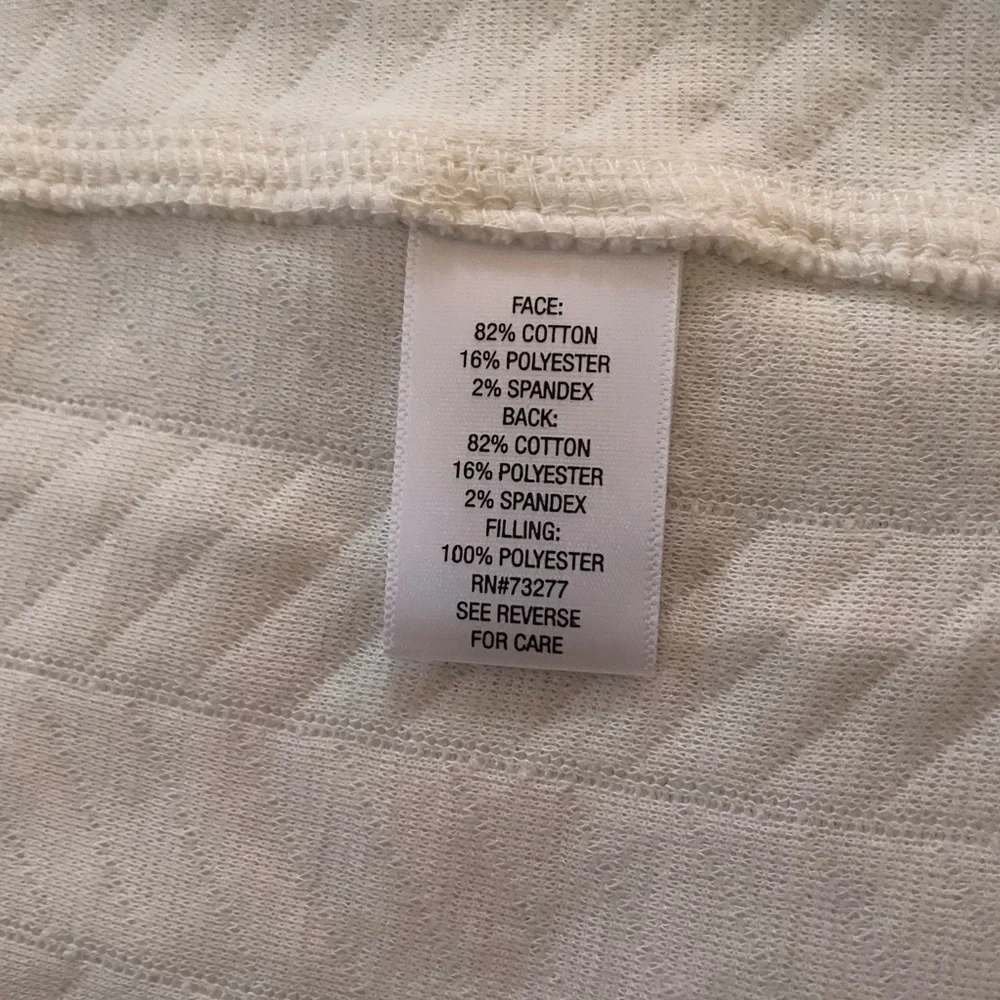 FACE:
82% COTTON
16% POLYESTER
2% SPANDEX
BACK:
82% COTTON
16% POLYESTER
2% SPANDEX
FILLING:
100% POLYESTER
RN#73277
SEE REVERSE
FOR CARE